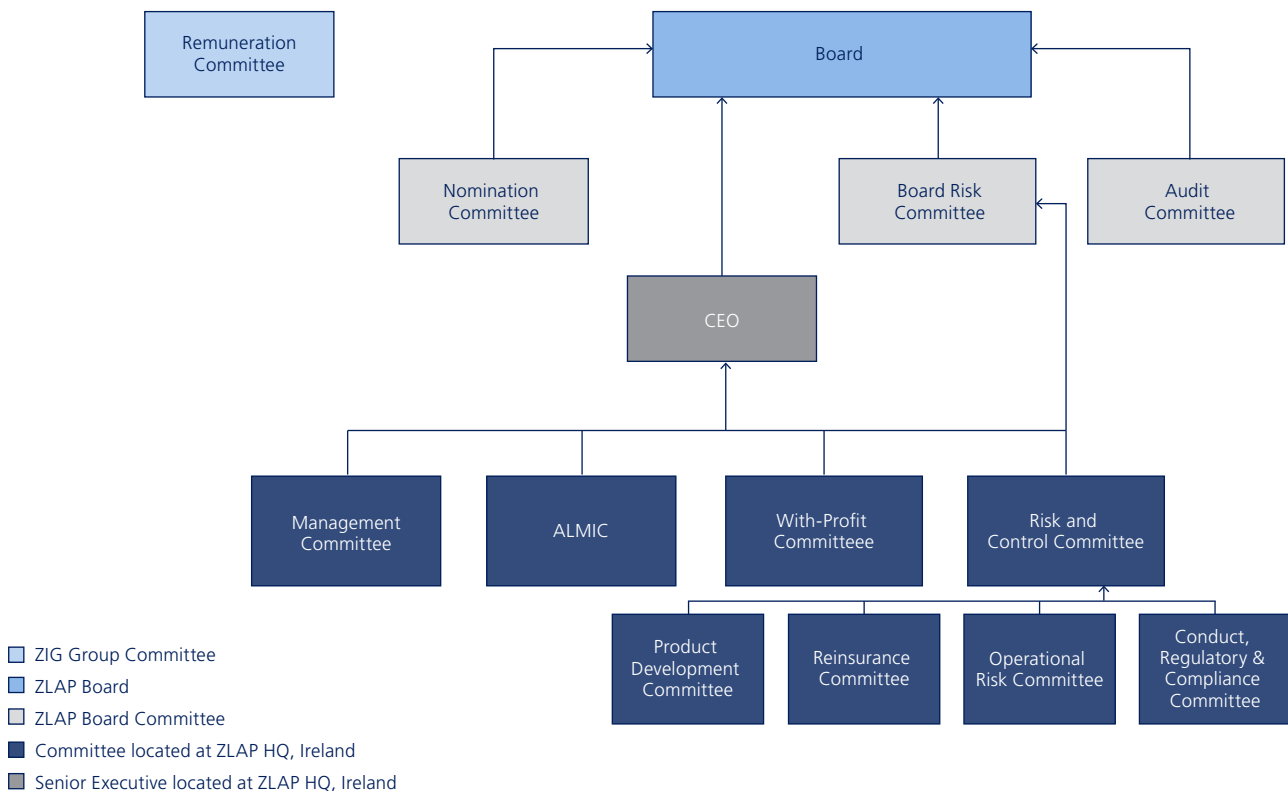 Remuneration
Committee
Board
Nomination
Committee
Board Risk
Committee
Audit
Committee
CEO
Management
Committee
ALMIC
With-Profit
Committeee
Risk and
Control Committee
Product
Development
Committee
Reinsurance
Committee
Operational
Risk Committee
Conduct,
Regulatory &
Compliance
Committee
ZIG Group Committee
ZLAP Board
ZLAP Board Committee
Committee located at ZLAP HQ, Ireland
Senior Executive located at ZLAP HQ, Ireland